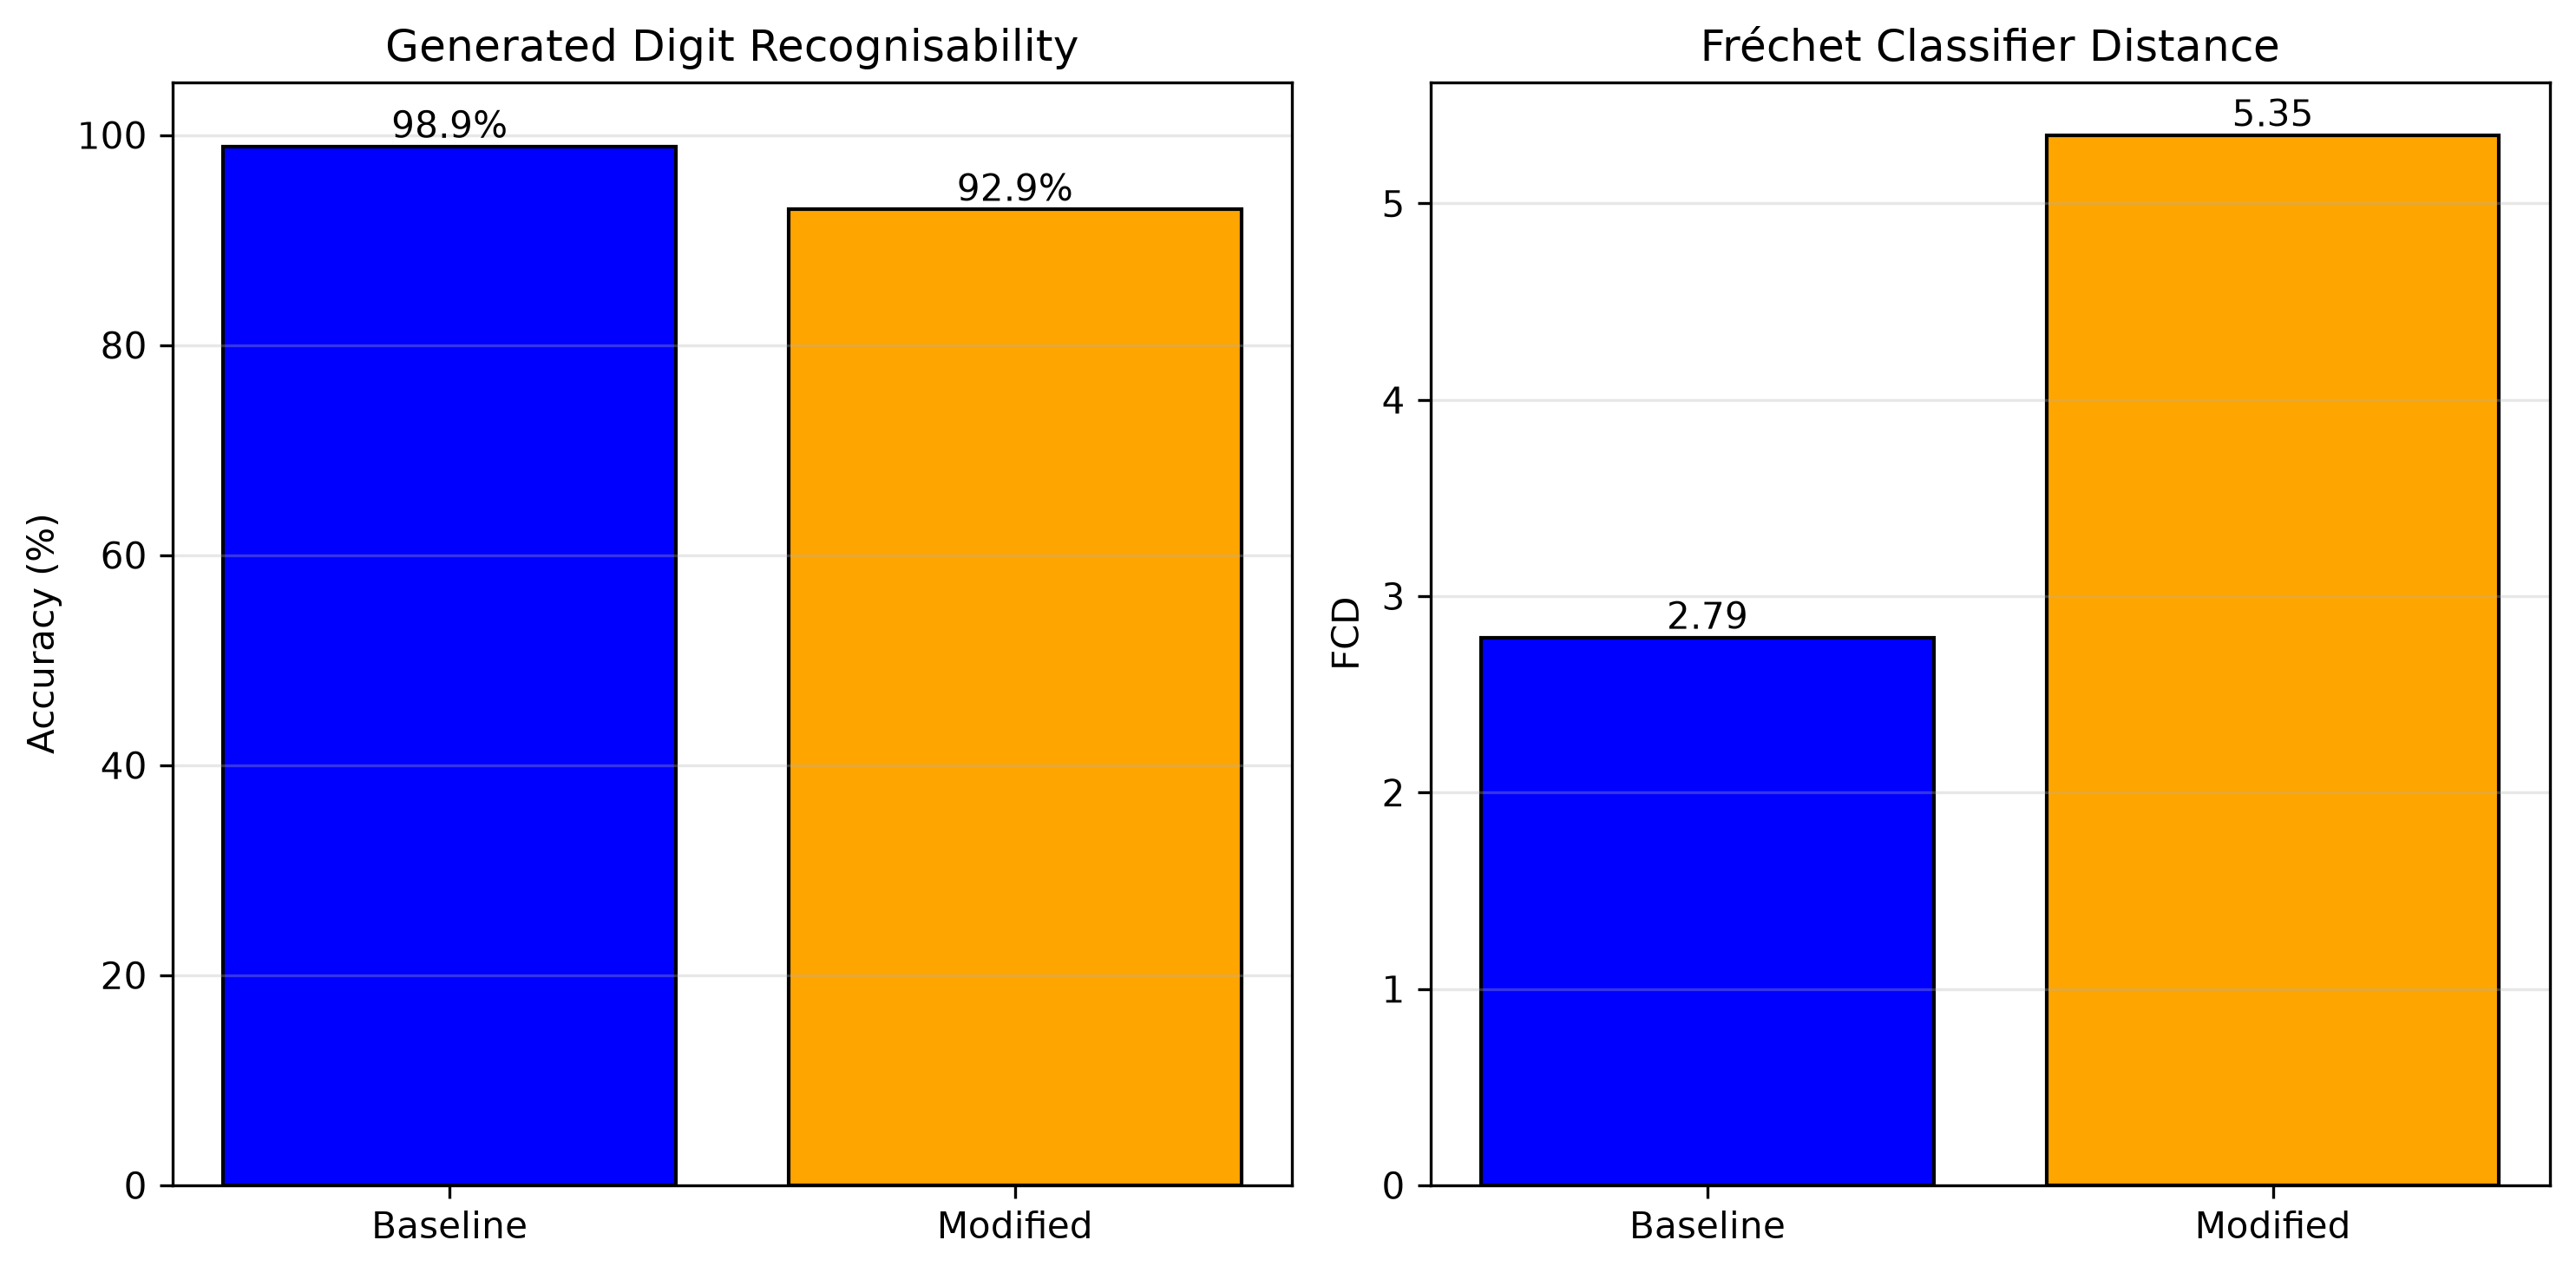 Generated Digit Recognisability
Accuracy (%)
100
80
60
40
20
0
98.9%
92.9%
Baseline
Modified
Fréchet Classifier Distance
FCD
5
4
3
2
1
0
2.79
5.35
Baseline
Modified